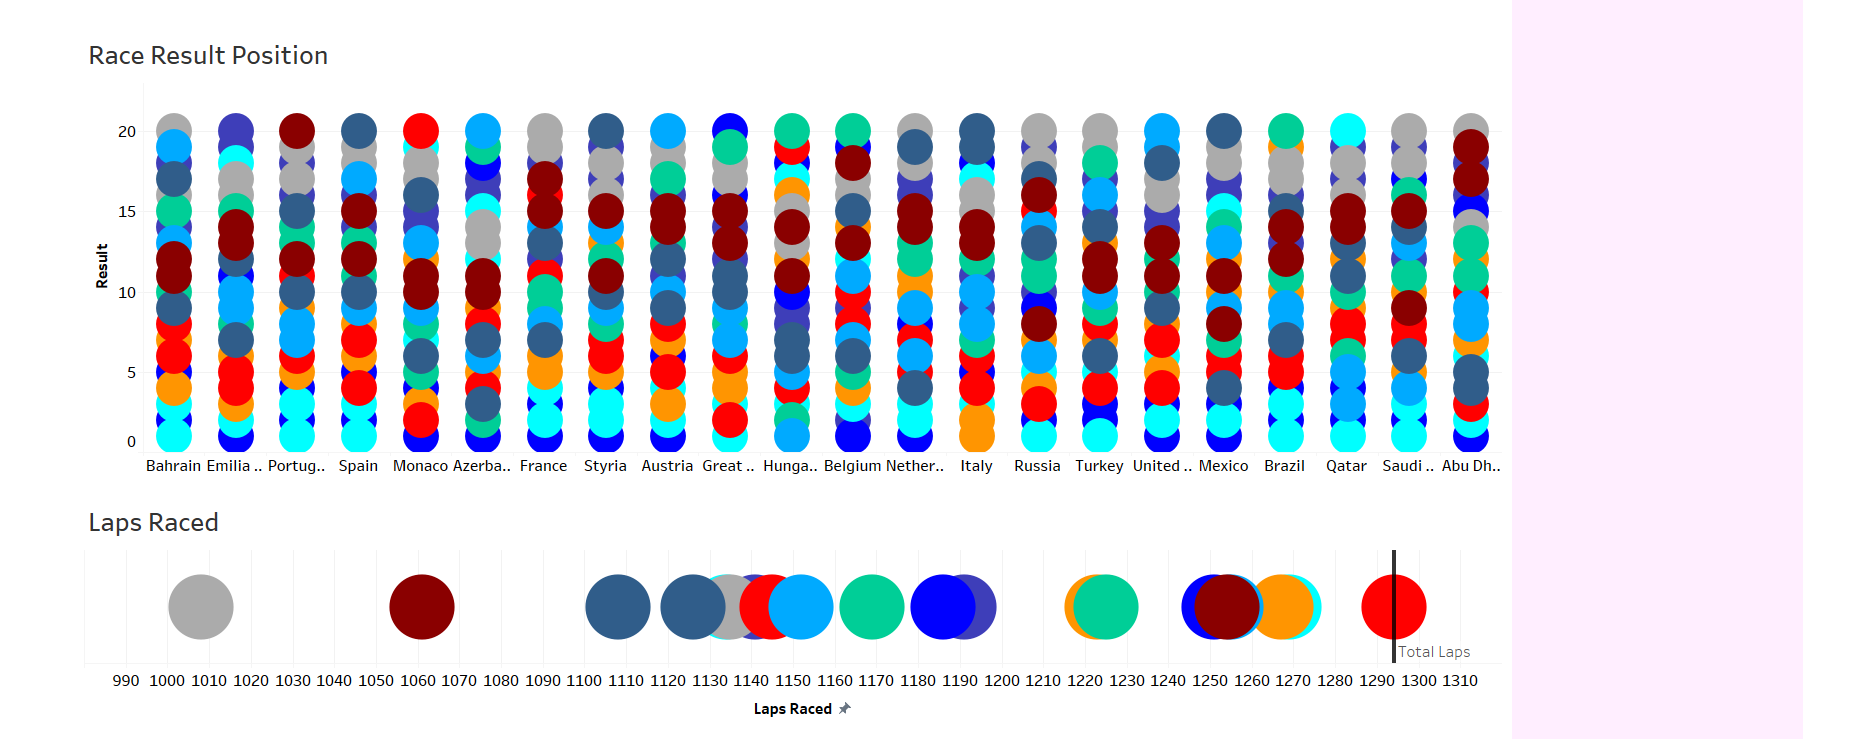 Race Result Position
20
15
10
5
0
Result
Bahrain Emilia .. Portug.. Spain Monaco Azerba.. France Styria Austria Great .. Hunga.. Belgium Nether.. Italy Russia Turkey United .. Mexico Brazil Qatar Saudi .. Abu Dh..
Laps Raced
Total Laps
990 1000 1010 1020 1030 1040 1050 1060 1070 1080 1090 1100 1110 1120 1130 1140 1150 1160 1170 1180 1190 1200 1210 1220 1230 1240 1250 1260 1270 1280 1290 1300 1310
Laps Raced